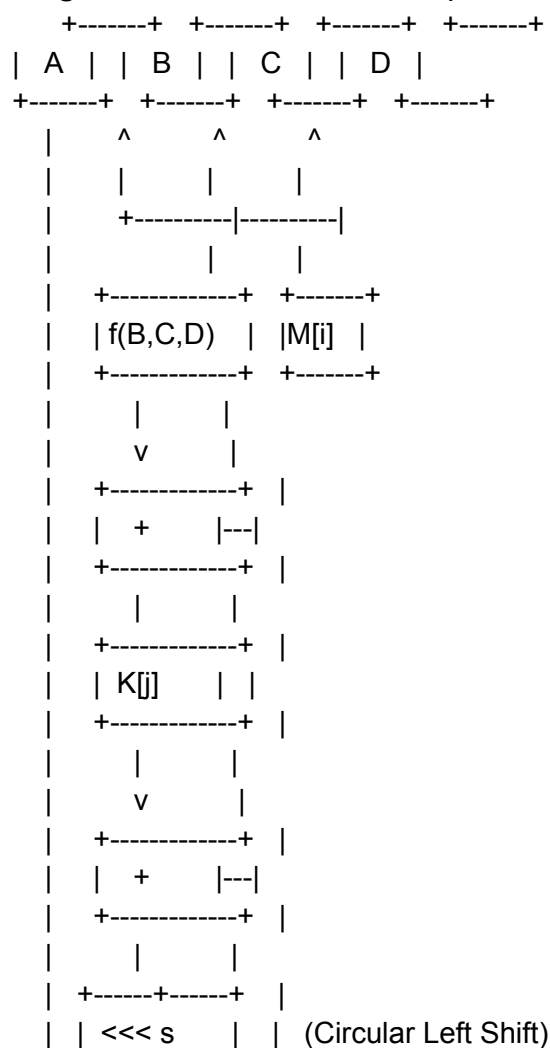 +-------+ +-------+ +-------+ +-------+
| A | | B | | C | | D |
+-------+ +-------+ +-------+ +-------+
| ^ ^ ^
| | | |
| +----------|----------|
| | |
| +-------------+ +-------+
| | f(B,C,D) | |M[i] |
| +-------------+ +-------+
| | |
| v |
| +-------------+ |
| | + |---|
| +-------------+ |
| | |
| +-------------+ |
| | K[j] | |
| +-------------+ |
| | |
| v |
| +-------------+ |
| | + |---|
| +-------------+ |
| | |
| +------+------+ |
| | <<< s | | (Circular Left Shift)